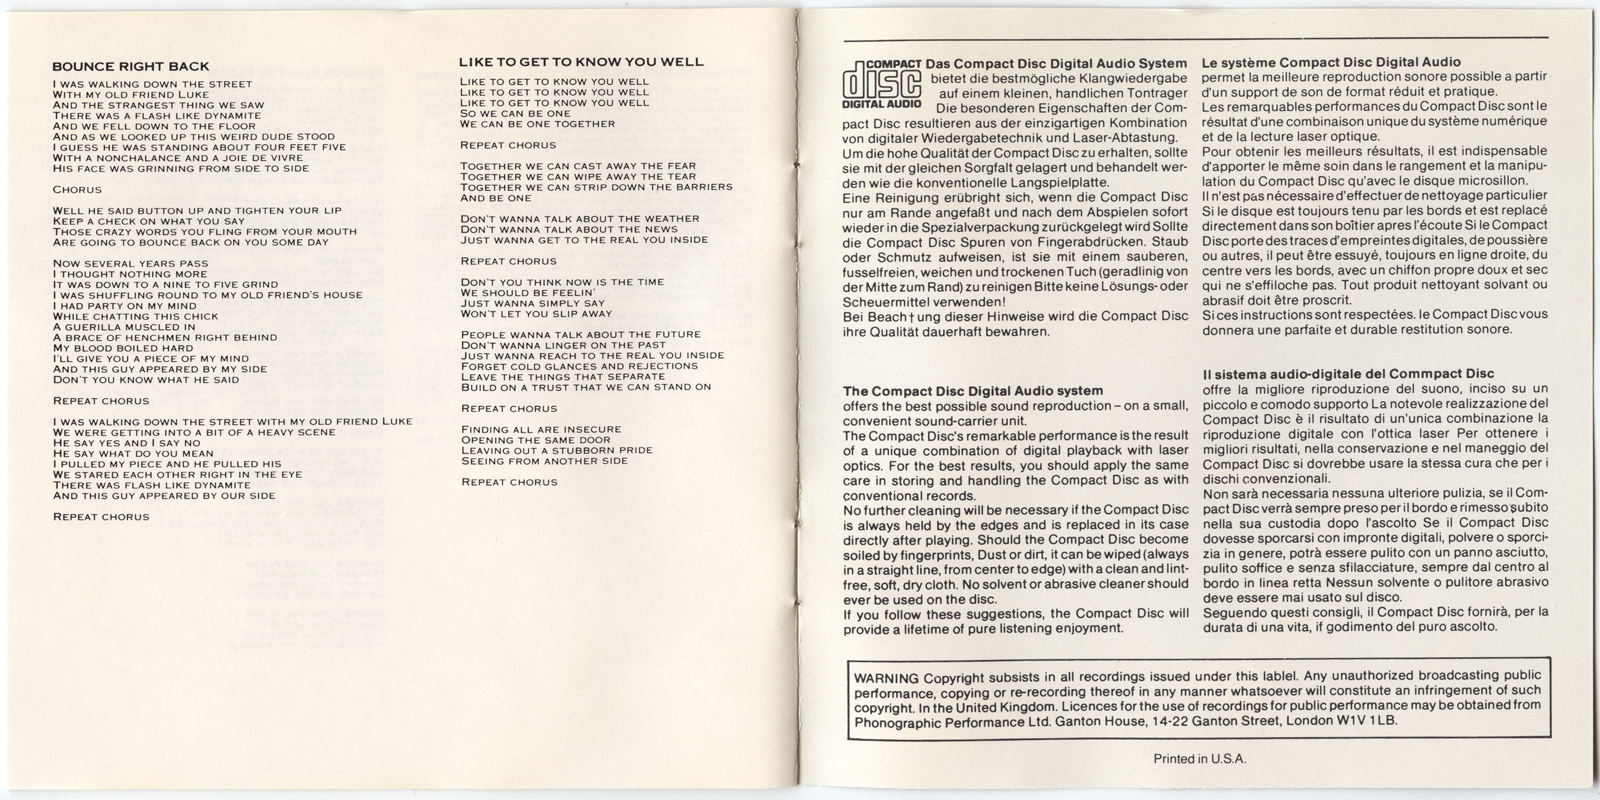 BOUNCE RIGHT BACK
I WAS WALKING DOWN THE STREET
WITH MY OLD FRIEND LUKE
AND THE STRANGEST THING WE SAW
THERE WAS A FLASH LIKE DYNAMITE
AND WE FELL DOWN TO THE FLOOR
AND AS WE LOOKED UP THIS WEIRD DUDE STOOD
I GUESS HE WAS STANDING ABOUT FOUR FEET FIVE
WITH A NONCHALANCE AND A JOIE DE VIVRE
HIS FACE WAS GRINNING FROM SIDE TO SIDE
CHORUS
WELL HE SAID BUTTON UP AND TIGHTEN YOUR LIP
KEEP A CHECK ON WHAT YOU SAY
THOSE CRAZY WORDS YOU FLING FROM YOUR MOUTH
ARE GOING TO BOUNCE BACK ON YOU SOME DAY
NOW SEVERAL YEARS PASS
I THOUGHT NOTHING MORE
IT WAS DOWN TO A NINE TO FIVE GRIND
I WAS SHUFFLING ROUND TO MY OLD FRIEND'S HOUSE
I HAD PARTY ON MY MIND
WHILE CHATTING THIS CHICK
A GUERILLA MUSCLED IN
A BRACE OF HENCHMEN RIGHT BEHIND
MY BLOOD BOILED HARD
I'LL GIVE YOU A PIECE OF MY MIND
AND THIS GUY APPEARED BY MY SIDE
DON'T YOU KNOW WHAT HE SAID
REPEAT CHORUS
I WAS WALKING DOWN THE STREET WITH MY OLD FRIEND LUKE
WE WERE GETTING INTO A BIT OF A HEAVY SCENE
HE SAY YES AND I SAY NO
HE SAY WHAT DO YOU MEAN
I PULLED MY PIECE AND HE PULLED HIS
WE STARED EACH OTHER RIGHT IN THE EYE
THERE WAS FLASH LIKE DYNAMITE
AND THIS GUY APPEARED BY OUR SIDE
REPEAT CHORUS
LIKE TO GET TO KNOW YOU WELL
LIKE TO GET TO KNOW YOU WELL
LIKE TO GET TO KNOW YOU WELL
LIKE TO GET TO KNOW YOU WELL
SO WE CAN BE ONE
WE CAN BE ONE TOGETHER
REPEAT CHORUS
TOGETHER WE CAN CAST AWAY THE FEAR
TOGETHER WE CAN WIPE AWAY THE TEAR
TOGETHER WE CAN STRIP DOWN THE BARRIERS
AND BE ONE
DON'T WANNA TALK ABOUT THE WEATHER
DON'T WANNA TALK ABOUT THE NEWS
JUST WANNA GET TO THE REAL YOU INSIDE
REPEAT CHORUS
DON'T YOU THINK NOW IS THE TIME
WE SHOULD BE FEELIN'
JUST WANNA SIMPLY SAY
WON'T LET YOU SLIP AWAY
PEOPLE WANNA TALK ABOUT THE FUTURE
DON'T WANNA LINGER ON THE PAST
JUST WANNA REACH TO THE REAL YOU INSIDE
FORGET COLD GLANCES AND REJECTIONS
LEAVE THE THINGS THAT SEPARATE
BUILD ON A TRUST THAT WE CAN STAND ON
REPEAT CHORUS
FINDING ALL ARE INSECURE
OPENING THE SAME DOOR
LEAVING OUT A STUBBORN PRIDE
SEEING FROM ANOTHER SIDE
REPEAT CHORUS
COMPACT
disc
DIGITAL AUDIO
Das Compact Disc Digital Audio System
bietet die bestmögliche Klangwiedergabe
auf einem kleinen, handlichen Tontrager
Die besonderen Eigenschaften der Com-
pact Disc resultieren aus der einzigartigen Kombination
von digitaler Wiedergabetechnik und Laser-Abtastung.
Um die hohe Qualität der Compact Disc zu erhalten, sollte
sie mit der gleichen Sorgfalt gelagert und behandelt wer-
den wie die konventionelle Langspielplatte.
Eine Reinigung erübrigt sich, wenn die Compact Disc
nur am Rande angefaßt und nach dem Abspielen sofort
wieder in die Spezialverpackung zurückgelegt wird Sollte
die Compact Disc Spuren von Fingerabdrücken. Staub
oder Schmutz aufweisen, ist sie mit einem sauberen,
fusselfreien, weichen und trockenen Tuch (geradlinig von
der Mitte zum Rand) zu reinigen Bitte keine Lösungs- oder
Scheuermittel verwenden!
Bei Beach† ung dieser Hinweise wird die Compact Disc
ihre Qualität dauerhaft bewahren.
The Compact Disc Digital Audio system
offers the best possible sound reproduction – on a small,
convenient sound-carrier unit.
The Compact Disc's remarkable performance is the result
of a unique combination of digital playback with laser
optics. For the best results, you should apply the same
care in storing and handling the Compact Disc as with
conventional records.
No further cleaning will be necessary if the Compact Disc
is always held by the edges and is replaced in its case
directly after playing. Should the Compact Disc become
soiled by fingerprints, Dust or dirt, it can be wiped (always
in a straight line, from center to edge) with a clean and lint-
free, soft, dry cloth. No solvent or abrasive cleaner should
ever be used on the disc.
If you follow these suggestions, the Compact Disc will
provide a lifetime of pure listening enjoyment.
Le système Compact Disc Digital Audio
permet la meilleure reproduction sonore possible a partir
d'un support de son de format réduit et pratique.
Les remarquables performances du Compact Disc sont le
résultat d'une combinaison unique du système numérique
et de la lecture laser optique.
Pour obtenir les meilleurs résultats, il est indispensable
d'apporter le même soin dans le rangement et la manipu-
lation du Compact Disc qu'avec le disque microsillon.
Il n'est pas nécessaire d'effectuer de nettoyage particulier
Si le disque est toujours tenu par les bords et est replacé
directement dans son boîtier apres l'écoute Si le Compact
Disc porte des traces d'empreintes digitales, de poussière
ou autres, il peut être essuyé, toujours en ligne droite, du
centre vers les bords, avec un chiffon propre doux et sec
qui ne s'effiloche pas. Tout produit nettoyant solvant ou
abrasif doit être proscrit.
Si ces instructions sont respectées. le Compact Disc vous
donnera une parfaite et durable restitution sonore.
Il sistema audio-digitale del Commpact Disc
offre la migliore riproduzione del suono, inciso su un
piccolo e comodo supporto La notevole realizzazione del
Compact Disc è il risultato di un'unica combinazione la
riproduzione digitale con l'ottica laser Per ottenere i
migliori risultati, nella conservazione e nel maneggio del
Compact Disc si dovrebbe usare la stessa cura che per i
dischi convenzionali.
Non sarà necessaria nessuna ulteriore pulizia, se il Com-
pact Disc verrà sempre preso per il bordo e rimesso subito
nella sua custodia dopo l'ascolto Se il Compact Disc
dovesse sporcarsi con impronte digitali, polvere o sporci-
zia in genere, potrà essere pulito con un panno asciutto,
pulito soffice e senza sfilacciature, sempre dal centro al
bordo in linea retta Nessun solvente o pulitore abrasivo
deve essere mai usato sul disco.
Seguendo questi consigli, il Compact Disc fornirà, per la
durata di una vita, if godimento del puro ascolto.
WARNING Copyright subsists in all recordings issued under this lablel. Any unauthorized broadcasting public
performance, copying or re-recording thereof in any manner whatsoever will constitute an infringement of such
copyright. In the United Kingdom. Licences for the use of recordings for public performance may be obtained from
Phonographic Performance Ltd. Ganton House, 14-22 Ganton Street, London W1V 1LB.
Printed in U.S.A.